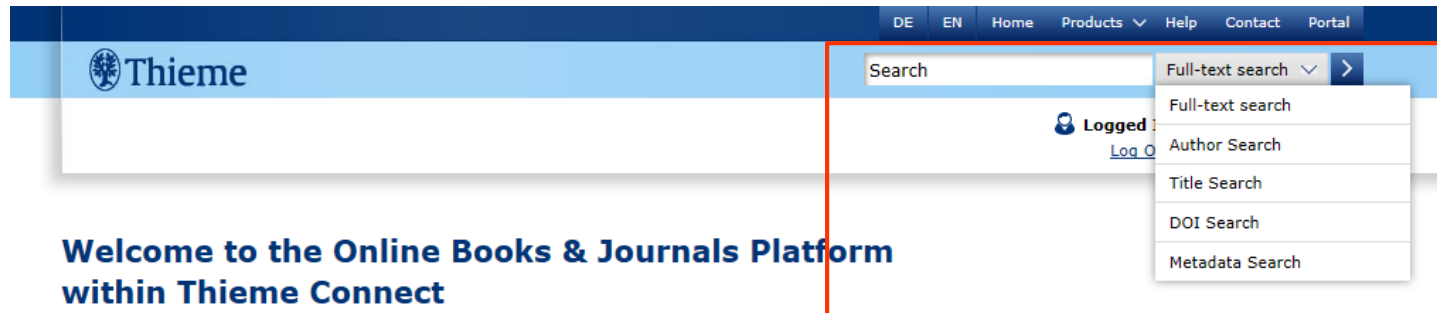 DE EN Home Products Help Contact Portal
Thieme
Search Full-text search
Full-text search
Logged
Author Search
Log O
Title Search
DOI Search
Metadata Search
Welcome to the Online Books & Journals Platform
within Thieme Connect